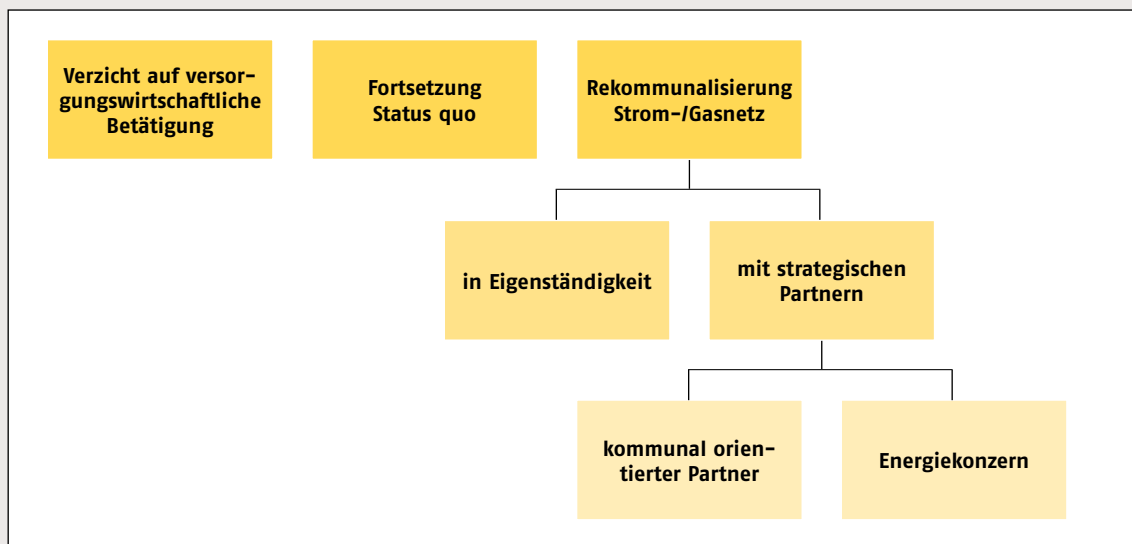 Verzicht auf versor-
gungswirtschaftliche
Betätigung
Fortsetzung
Status quo
Rekommunalisierung
Strom-/Gasnetz
in Eigenständigkeit
mit strategischen
Partnern
kommunal orien-
tierter Partner
Energiekonzern